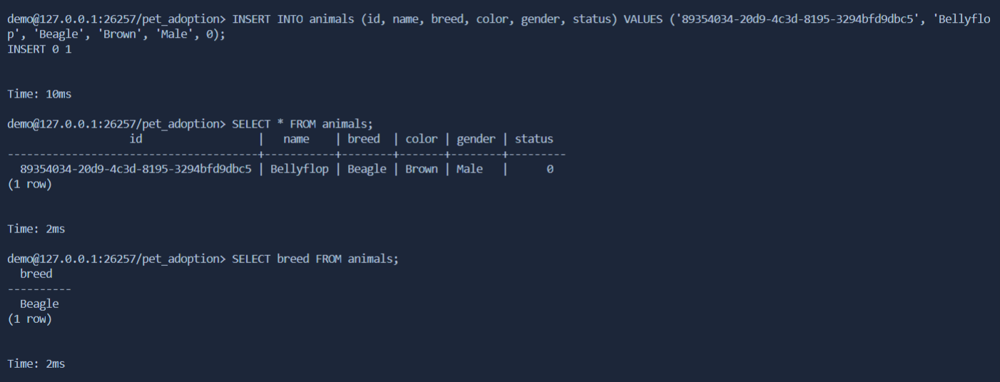 demo@127.0.0.1:26257/pet_adoption> INSERT INTO animals (id, name, breed, color, gender, status) VALUES ('89354034-20d9-4c3d-8195-3294bfd9dbc5', 'Bellyflo
p', 'Beagle', 'Brown', 'Male', 0);
INSERT 0 1
Time: 10ms
demo@127.0.0.1:26257/pet_adoption> SELECT * FROM animals;
                   id                  |   name    | breed  | color | gender | status
---------------------------------------+-----------+--------+-------+--------+---------
  89354034-20d9-4c3d-8195-3294bfd9dbc5 | Bellyflop | Beagle | Brown | Male   |      0
(1 row)
Time: 2ms
demo@127.0.0.1:26257/pet_adoption> SELECT breed FROM animals;
  breed
----------
  Beagle
(1 row)
Time: 2ms